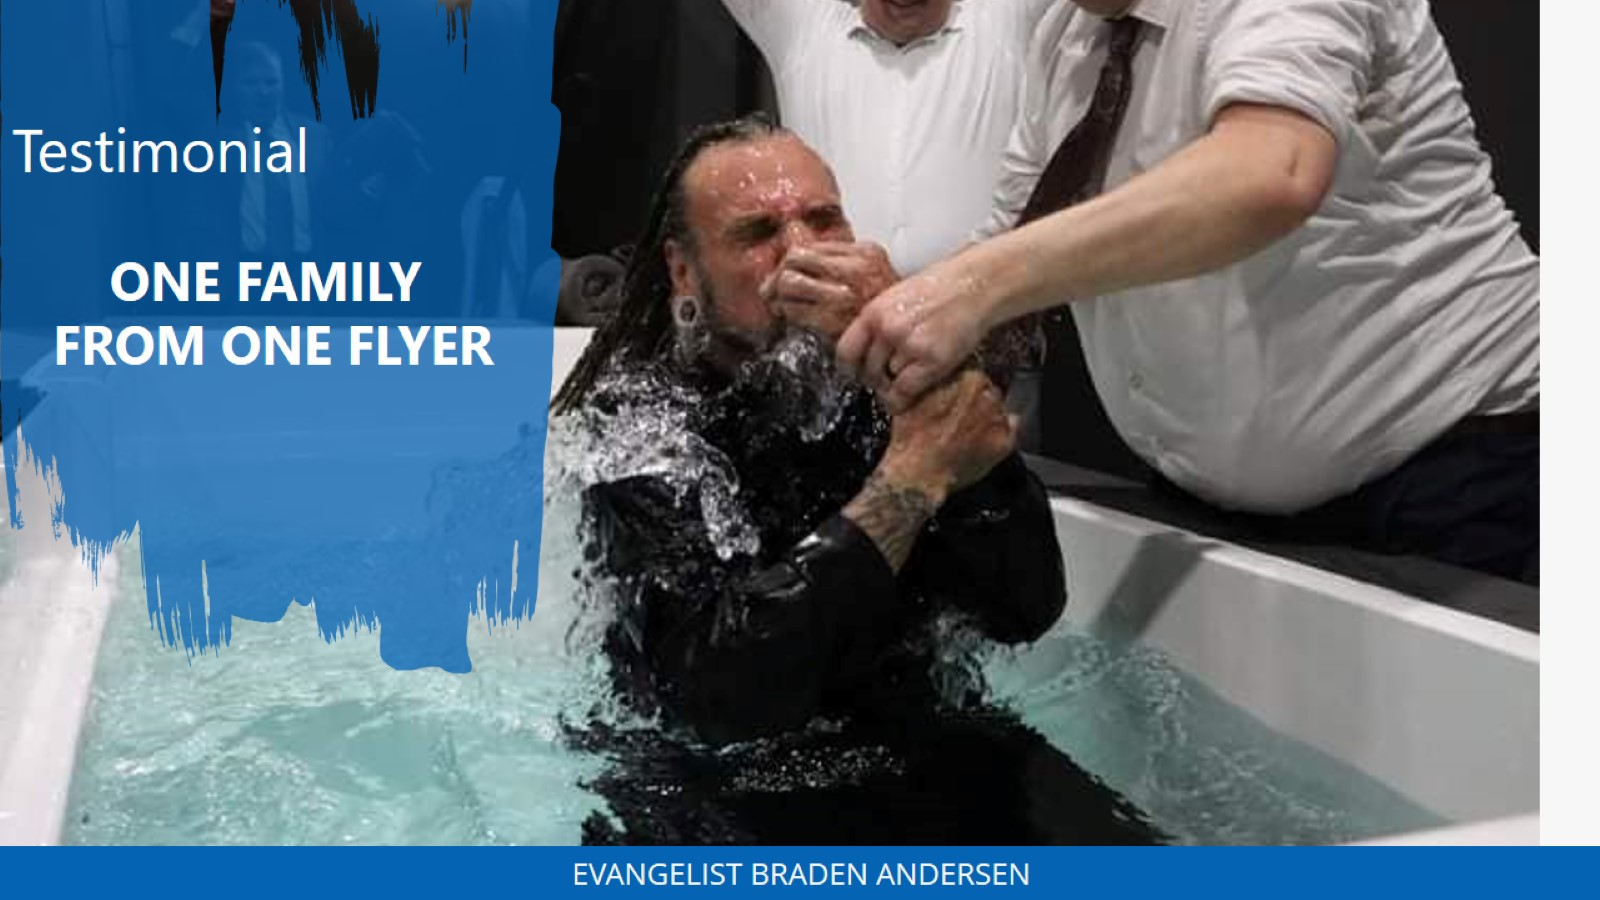 Testimonial
ONE FAMILY
FROM ONE FLYER
EVANGELIST BRADEN ANDERSEN